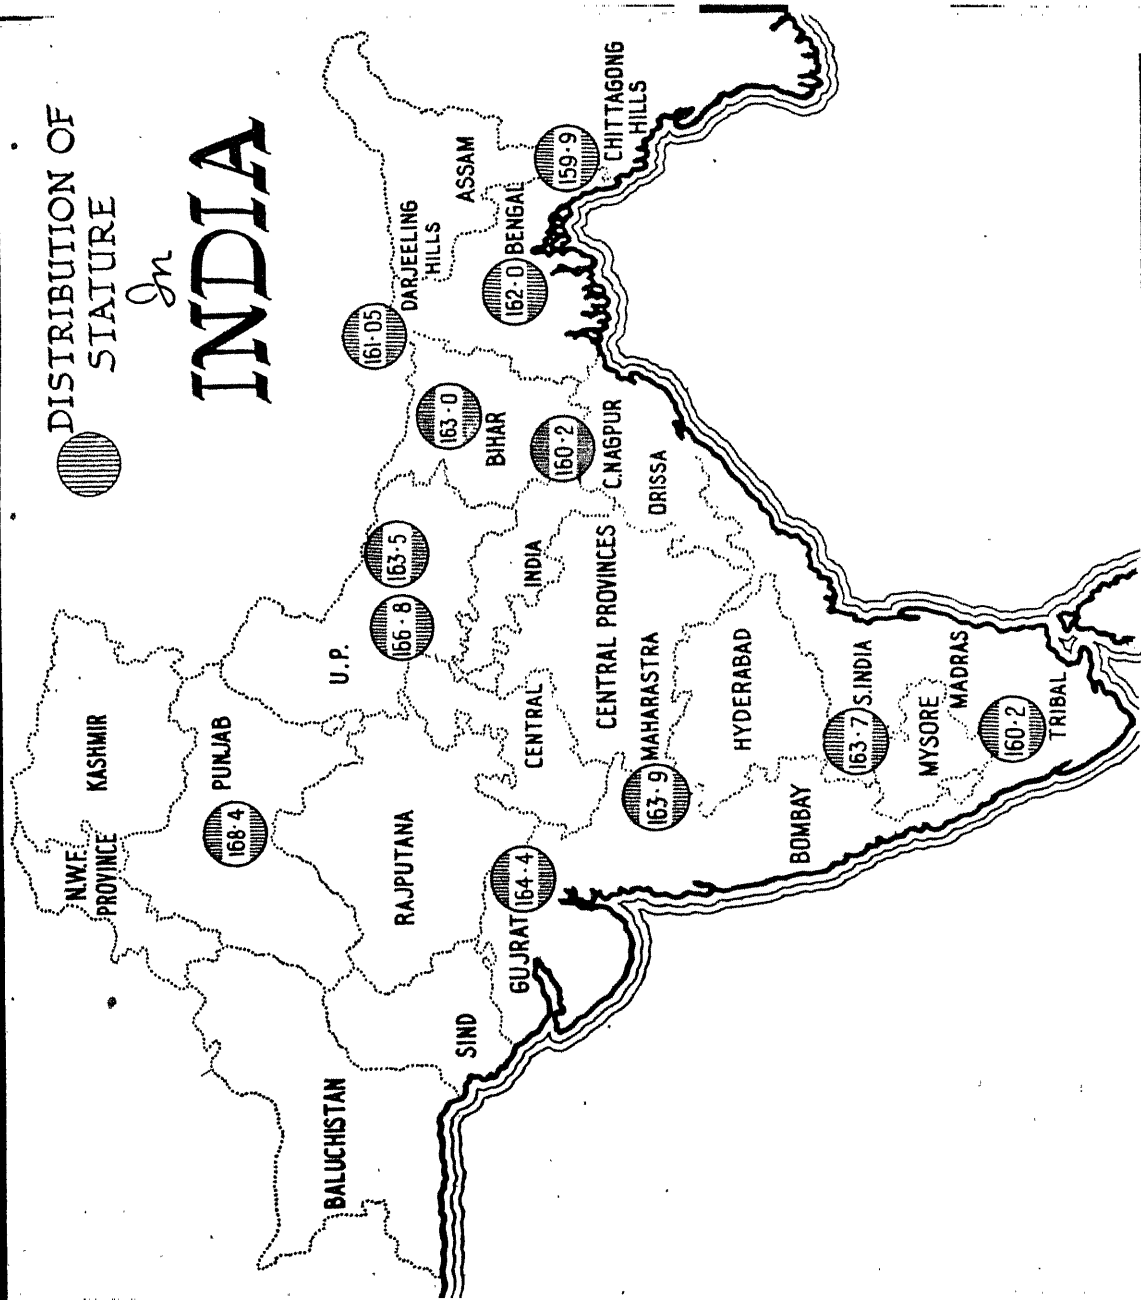 DISTRIBUTION OF
STATURE
In
INDIA
KASHMIR
N.W.F.
PROVINCE
PUNJAB
168·4
U.P.
166·8
163·5
161·05
DARJEELING
HILLS
ASSAM
BALUCHISTAN
RAJPUTANA
SIND
163·0
BIHAR
BENGAL
162·0
159·9
CHITTAGONG
HILLS
GUJRAT
164·4
CENTRAL
INDIA
160·2
C.NAGPUR
CENTRAL PROVINCES
ORISSA
163·9
MAHARASTRA
HYDERABAD
BOMBAY
163·7
S.INDIA
MYSORE
MADRAS
160·2
TRIBAL